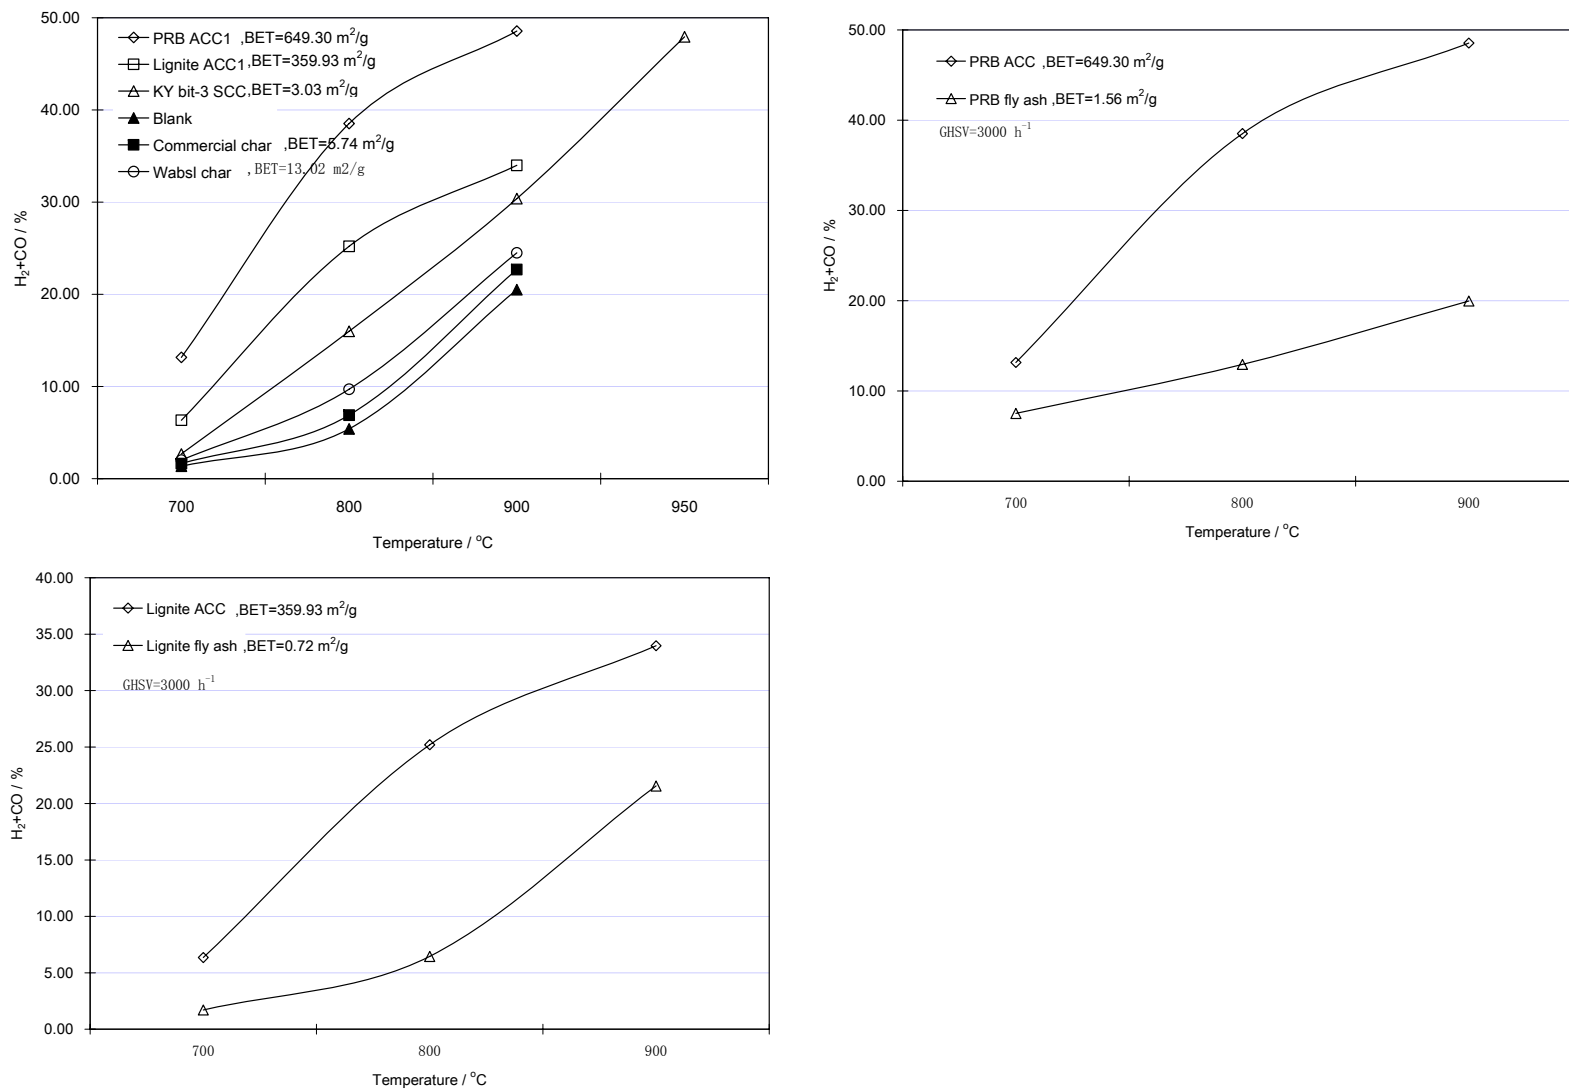 50.00
40.00
30.00
20.00
10.00
0.00
H2+CO / %
PRB ACC1 ,BET=649.30 m2/g
Lignite ACC1,BET=359.93 m2/g
KY bit-3 SCC,BET=3.03 m2/g
Blank
Commercial char ,BET=5.74 m2/g
Wabsl char ,BET=13.02 m2/g
700 800 900 950
Temperature / oC
50.00
40.00
30.00
20.00
10.00
0.00
H2+CO / %
PRB ACC ,BET=649.30 m2/g
PRB fly ash ,BET=1.56 m2/g
GHSV=3000 h-1
700 800 900
Temperature / oC
40.00
35.00
30.00
25.00
20.00
15.00
10.00
5.00
0.00
H2+CO / %
Lignite ACC ,BET=359.93 m2/g
Lignite fly ash ,BET=0.72 m2/g
GHSV=3000 h-1
700 800 900
Temperature / oC